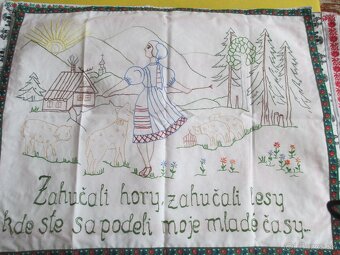 Zahučali hory, zahučali lesy
kde ste sa podeli moje mladé časy..